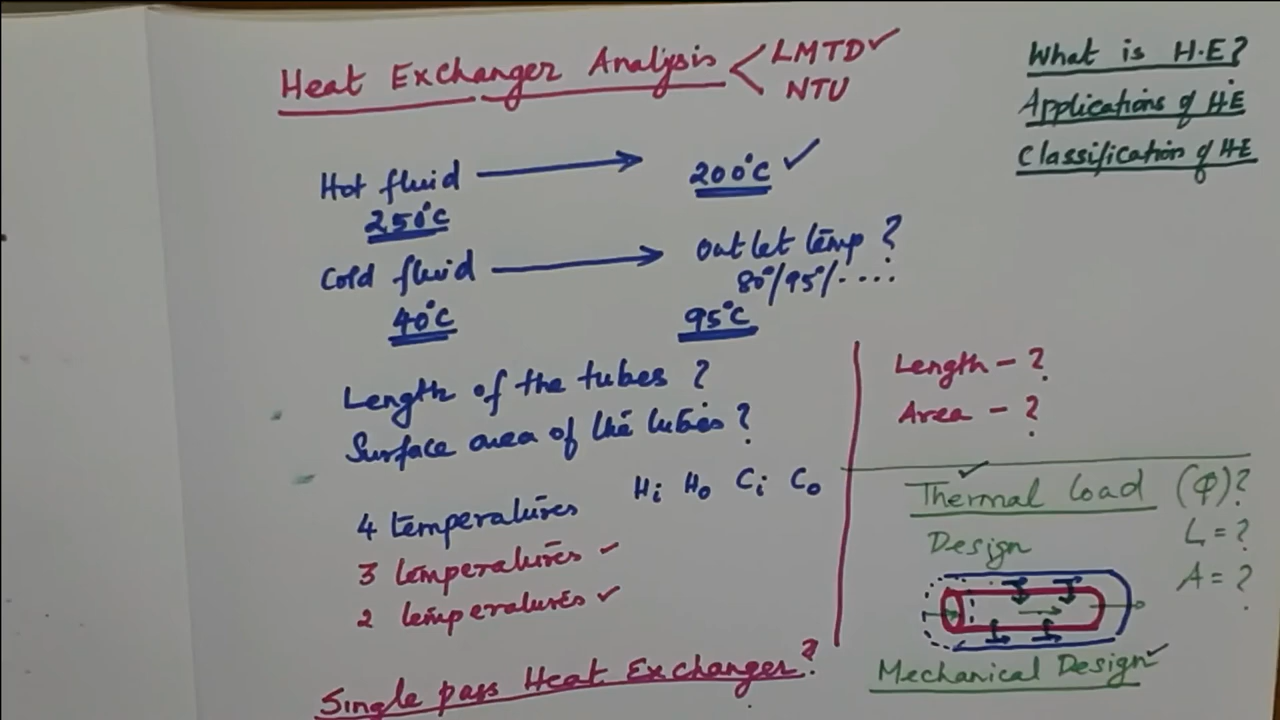 Heat Exchanger Analysis < LMTD ✓
NTU
What is H.E?
Applications of H.E
Classification of H.E
Hot fluid → 200°C ✓
250°C
Cold fluid → Outlet temp ?
80°/95°/....
40°C 95°C
Length of the tubes ?
Surface area of the tubes ?
4 temperatures Hi Ho Ci Co
3 temperatures ✓
2 temperatures ✓
Single pass Heat Exchanger ?
Length - ?
Area - ?
Thermal Load (φ)?
Design L = ?
A = ?
Mechanical Design ✓